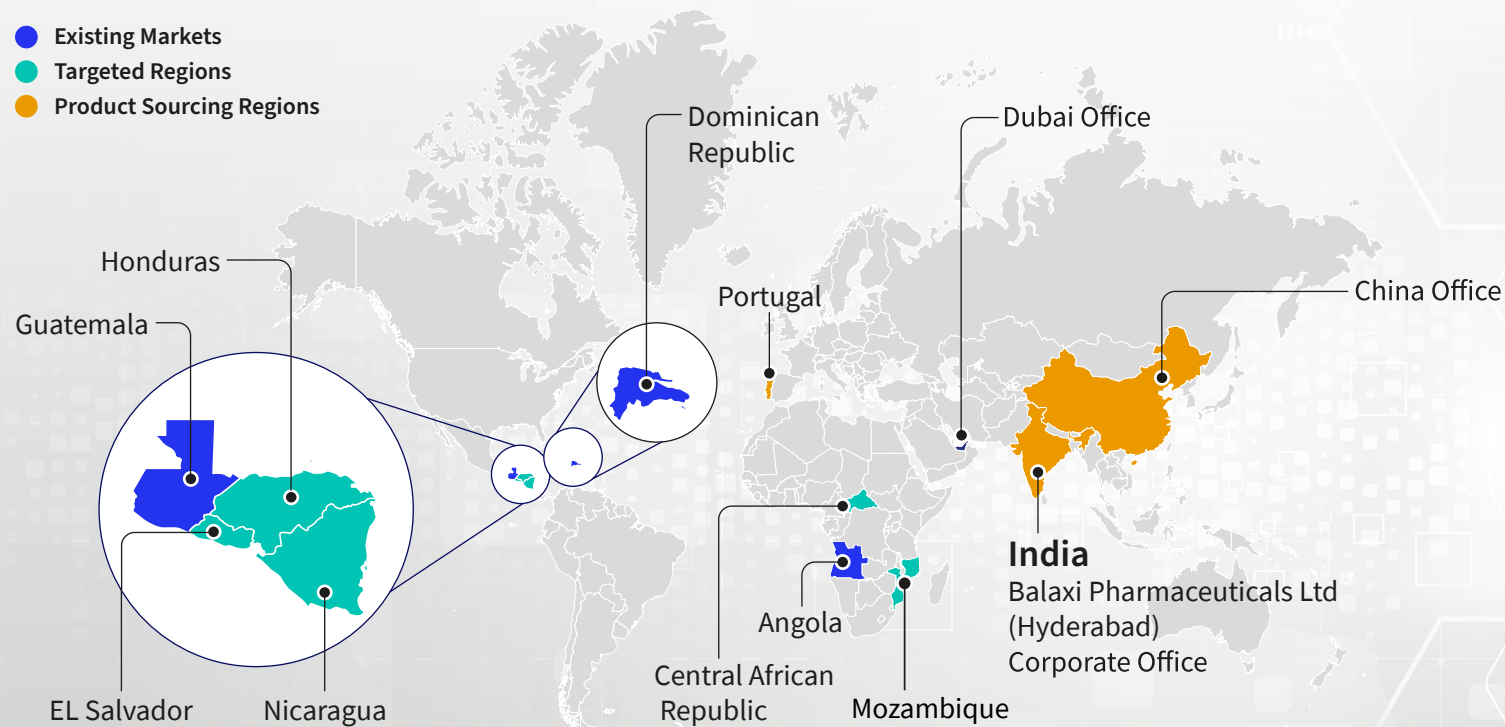 Existing Markets
Targeted Regions
Product Sourcing Regions
Dominican
Republic
Dubai Office
Honduras
Portugal
China Office
Guatemala
India
Balaxi Pharmaceuticals Ltd
(Hyderabad)
Corporate Office
Angola
Central African
Republic
Mozambique
EL Salvador
Nicaragua